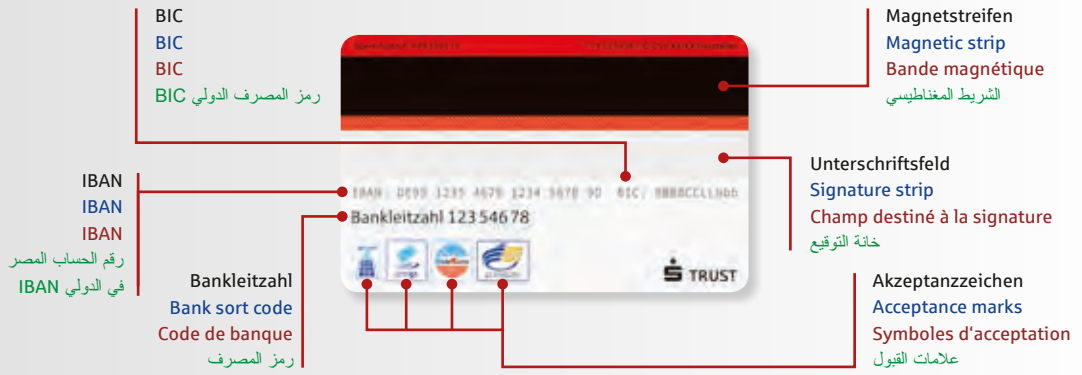 BIC
BIC
BIC
رمز المصرف الدولي BIC
Magnetstreifen
Magnetic strip
Bande magnétique
الشريط المغناطيسي
IBAN
IBAN
IBAN
رقم الحساب المصر
في الدولي IBAN
Unterschriftsfeld
Signature strip
Champ destiné à la signature
خانة التوقيع
IBAN: DE99 1235 4679 1234 5678 90 BIC:
Bankleitzahl 12354678
TRUST
Bankleitzahl
Bank sort code
Code de banque
رمز المصرف
Akzeptanzzeichen
Acceptance marks
Symboles d‘acceptation
علامات القبول